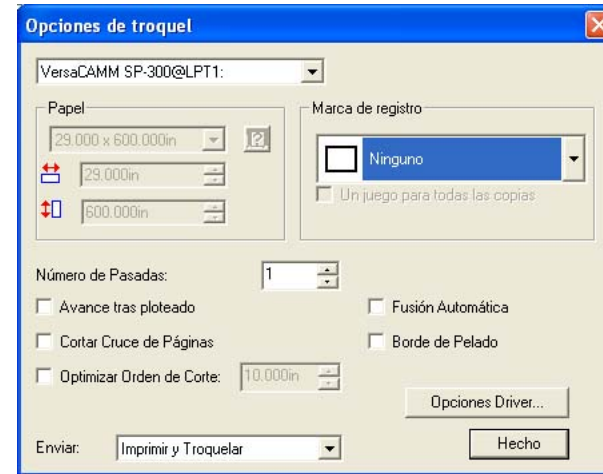 Opciones de troquel
VersaCAMM SP-300@LPT1:
Papel
29.000 x 600.000in
29.000in
600.000in
Marca de registro
Ninguno
Un juego para todas las copias
Número de Pasadas: 1
Avance tras ploteado
Fusión Automática
Cortar Cruce de Páginas
Borde de Pelado
Optimizar Orden de Corte: 10.000in
Opciones Driver...
Enviar: Imprimir y Troquelar
Hecho